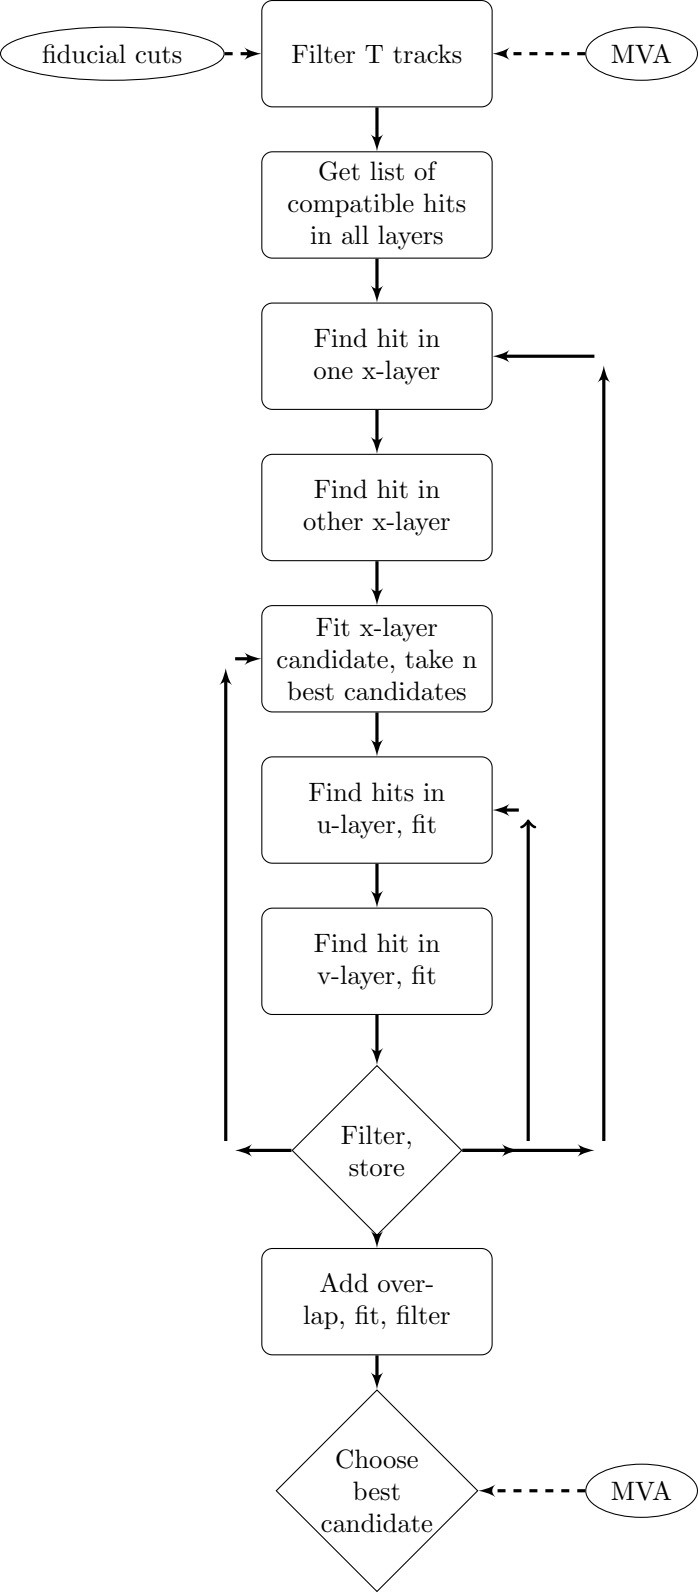 fiducial cuts
Filter T tracks
MVA
Get list of
compatible hits
in all layers
Find hit in
one x-layer
Find hit in
other x-layer
Fit x-layer
candidate, take n
best candidates
Find hits in
u-layer, fit
Find hit in
v-layer, fit
Filter,
store
Add over-
lap, fit, filter
Choose
best
candidate
MVA